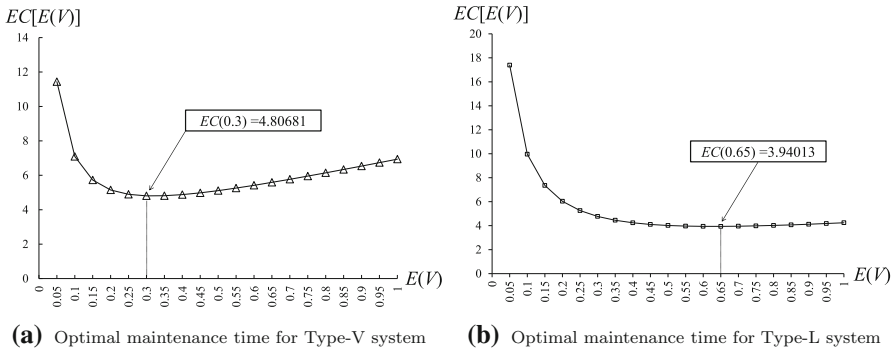 EC[E(V)]
14
12
10
8
6
4
2
0
EC(0.3) =4.80681
0 0.05 0.1 0.15 0.2 0.25 0.3 0.35 0.4 0.45 0.5 0.55 0.6 0.65 0.7 0.75 0.8 0.85 0.9 0.95 1
E(V)
(a) Optimal maintenance time for Type-V system
EC[E(V)]
20
18
16
14
12
10
8
6
4
2
0
EC(0.65) =3.94013
0 0.05 0.1 0.15 0.2 0.25 0.3 0.35 0.4 0.45 0.5 0.55 0.6 0.65 0.7 0.75 0.8 0.85 0.9 0.95 1
E(V)
(b) Optimal maintenance time for Type-L system